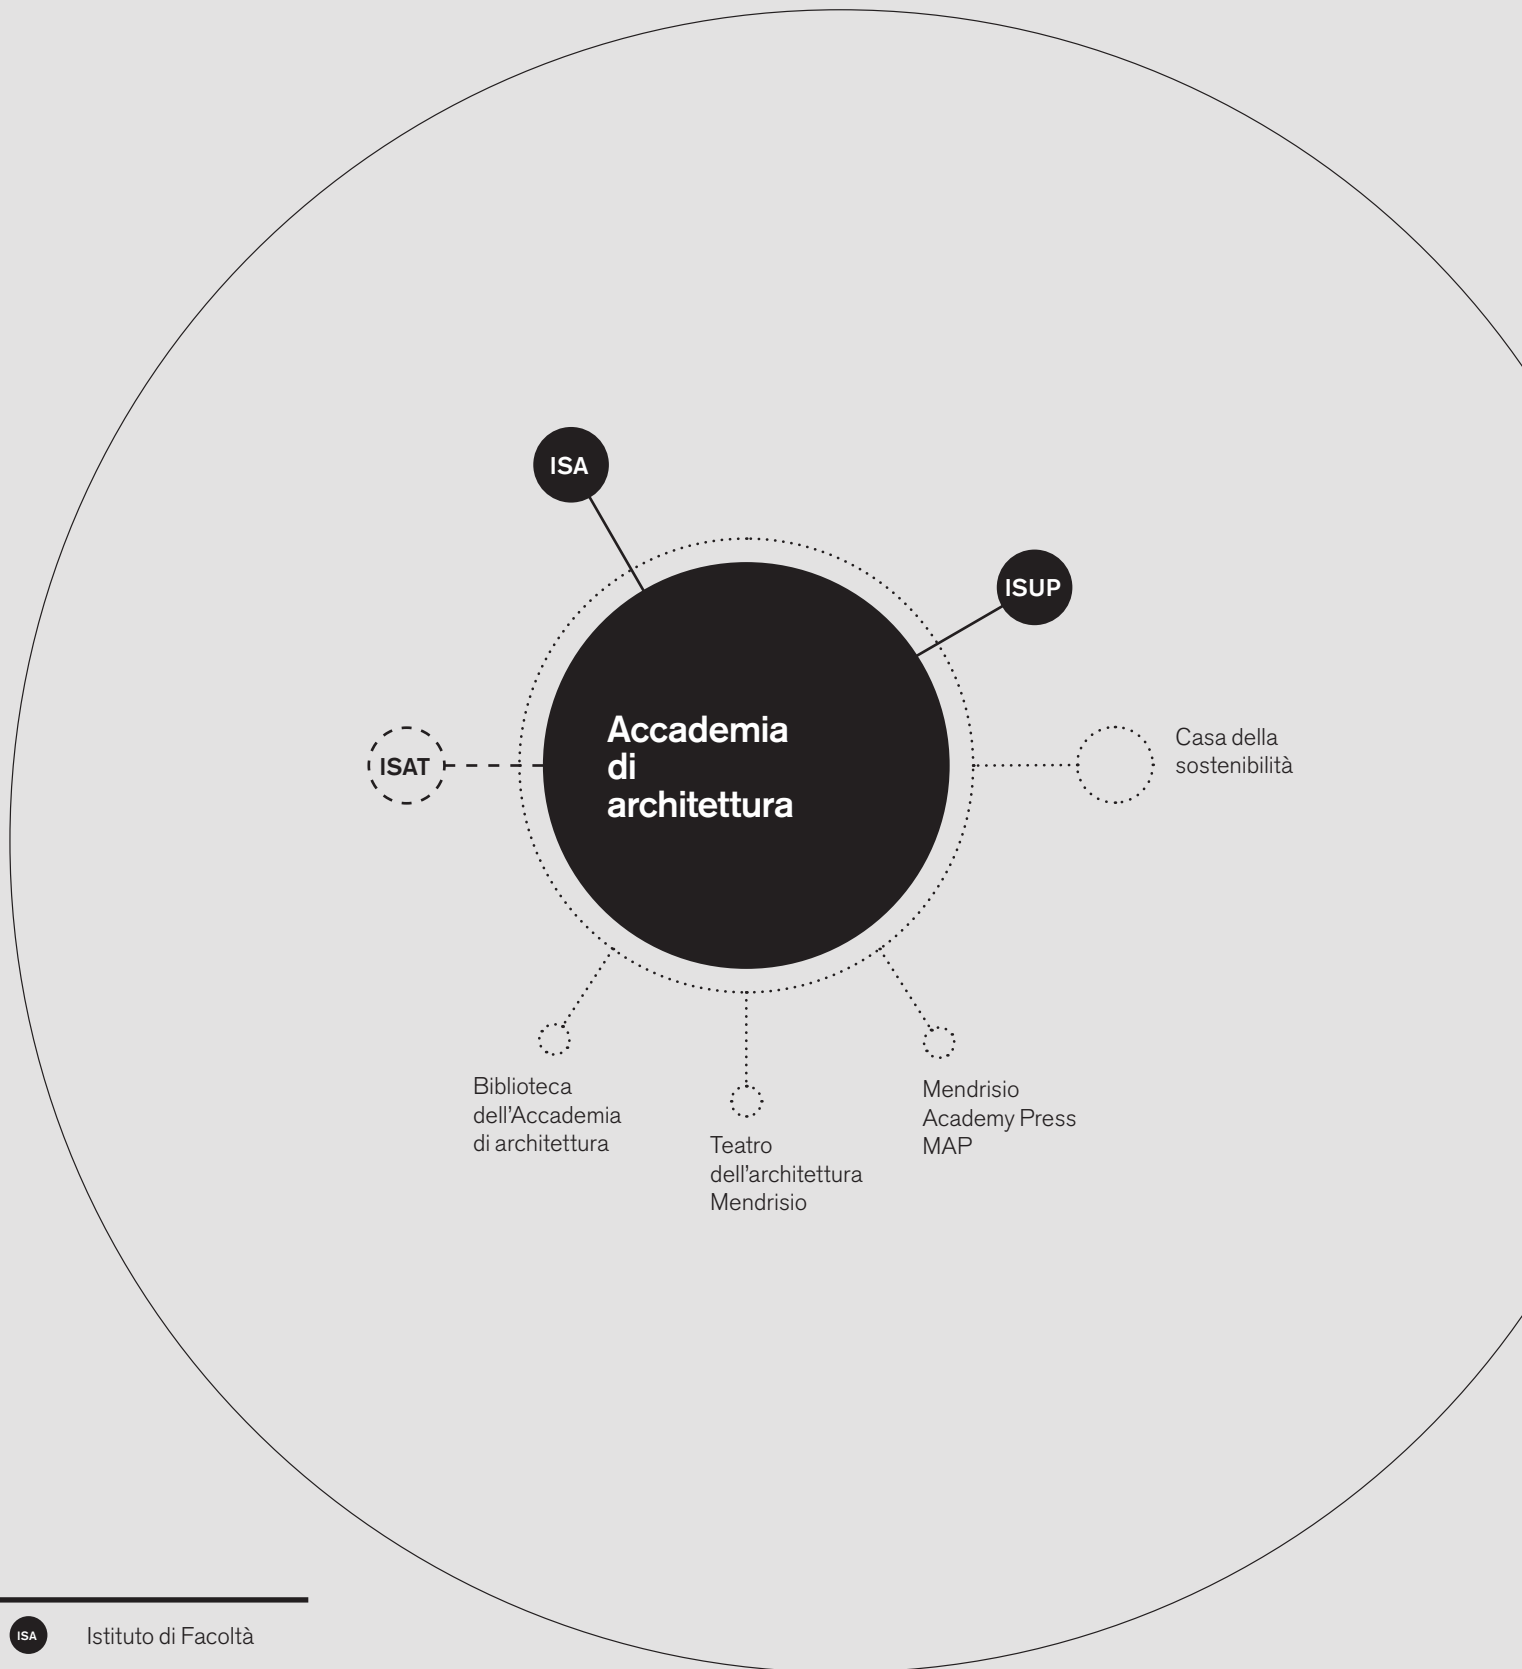 ISA
ISUP
Accademia
di
architettura
ISAT
Casa della
sostenibilità
Biblioteca
dell’Accademia
di architettura
Teatro
dell’architettura
Mendrisio
Mendrisio
Academy Press
MAP
ISA
Istituto di Facoltà